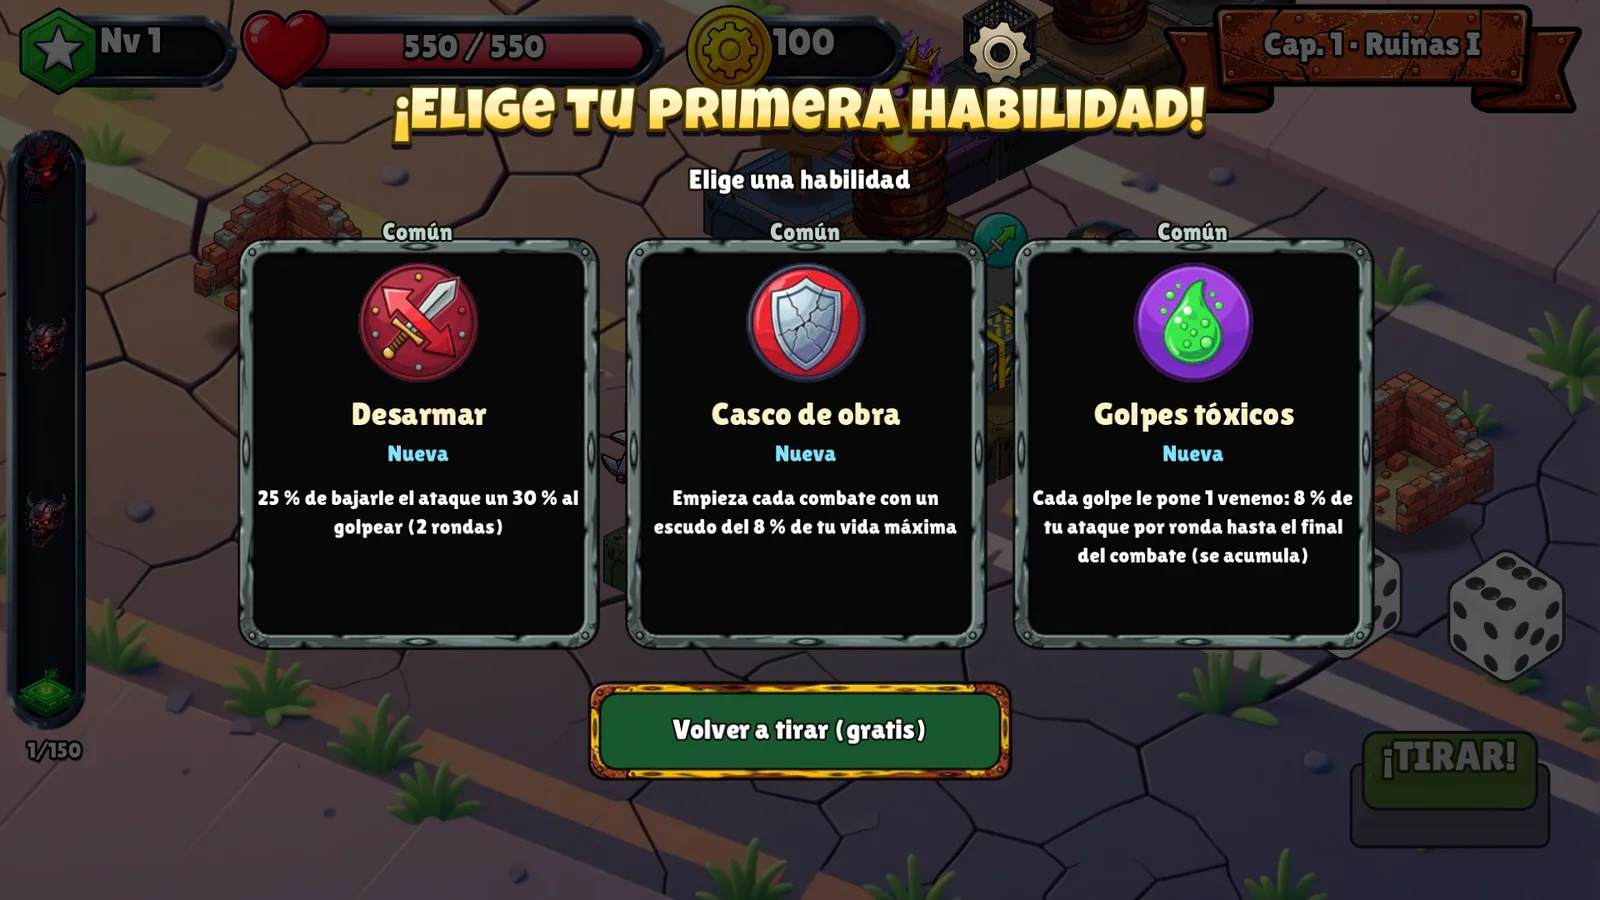 Nv 1
550 / 550
100
Cap. 1 · Ruinas I
¡ELIGE TU PRIMERA HABILIDAD!
Elige una habilidad
Común
Desarmar
Nueva
25 % de bajarle el ataque un 30 % al
golpear (2 rondas)
Común
Casco de obra
Nueva
Empieza cada combate con un
escudo del 8 % de tu vida máxima
Común
Golpes tóxicos
Nueva
Cada golpe le pone 1 veneno: 8 % de
tu ataque por ronda hasta el final
del combate (se acumula)
Volver a tirar (gratis)
1/150
¡TIRAR!